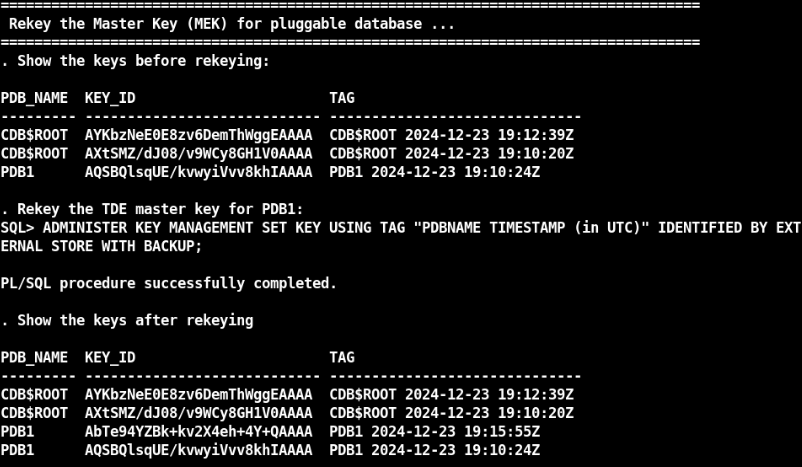 ===================================================================================
 Rekey the Master Key (MEK) for pluggable database ...
===================================================================================
. Show the keys before rekeying:
PDB_NAME  KEY_ID                       TAG
--------- ---------------------------- ------------------------------
CDB$ROOT  AYKbzNeE0E8zv6DemThWggEAAAA  CDB$ROOT 2024-12-23 19:12:39Z
CDB$ROOT  AXtSMZ/dJ08/v9WCy8GH1V0AAAA  CDB$ROOT 2024-12-23 19:10:20Z
PDB1      AQSBQlsqUE/kvwyiVvv8khIAAAA  PDB1 2024-12-23 19:10:24Z
. Rekey the TDE master key for PDB1:
SQL> ADMINISTER KEY MANAGEMENT SET KEY USING TAG "PDBNAME TIMESTAMP (in UTC)" IDENTIFIED BY EXT
ERNAL STORE WITH BACKUP;
PL/SQL procedure successfully completed.
. Show the keys after rekeying
PDB_NAME  KEY_ID                       TAG
--------- ---------------------------- ------------------------------
CDB$ROOT  AYKbzNeE0E8zv6DemThWggEAAAA  CDB$ROOT 2024-12-23 19:12:39Z
CDB$ROOT  AXtSMZ/dJ08/v9WCy8GH1V0AAAA  CDB$ROOT 2024-12-23 19:10:20Z
PDB1      AbTe94YZBk+kv2X4eh+4Y+QAAAA  PDB1 2024-12-23 19:15:55Z
PDB1      AQSBQlsqUE/kvwyiVvv8khIAAAA  PDB1 2024-12-23 19:10:24Z